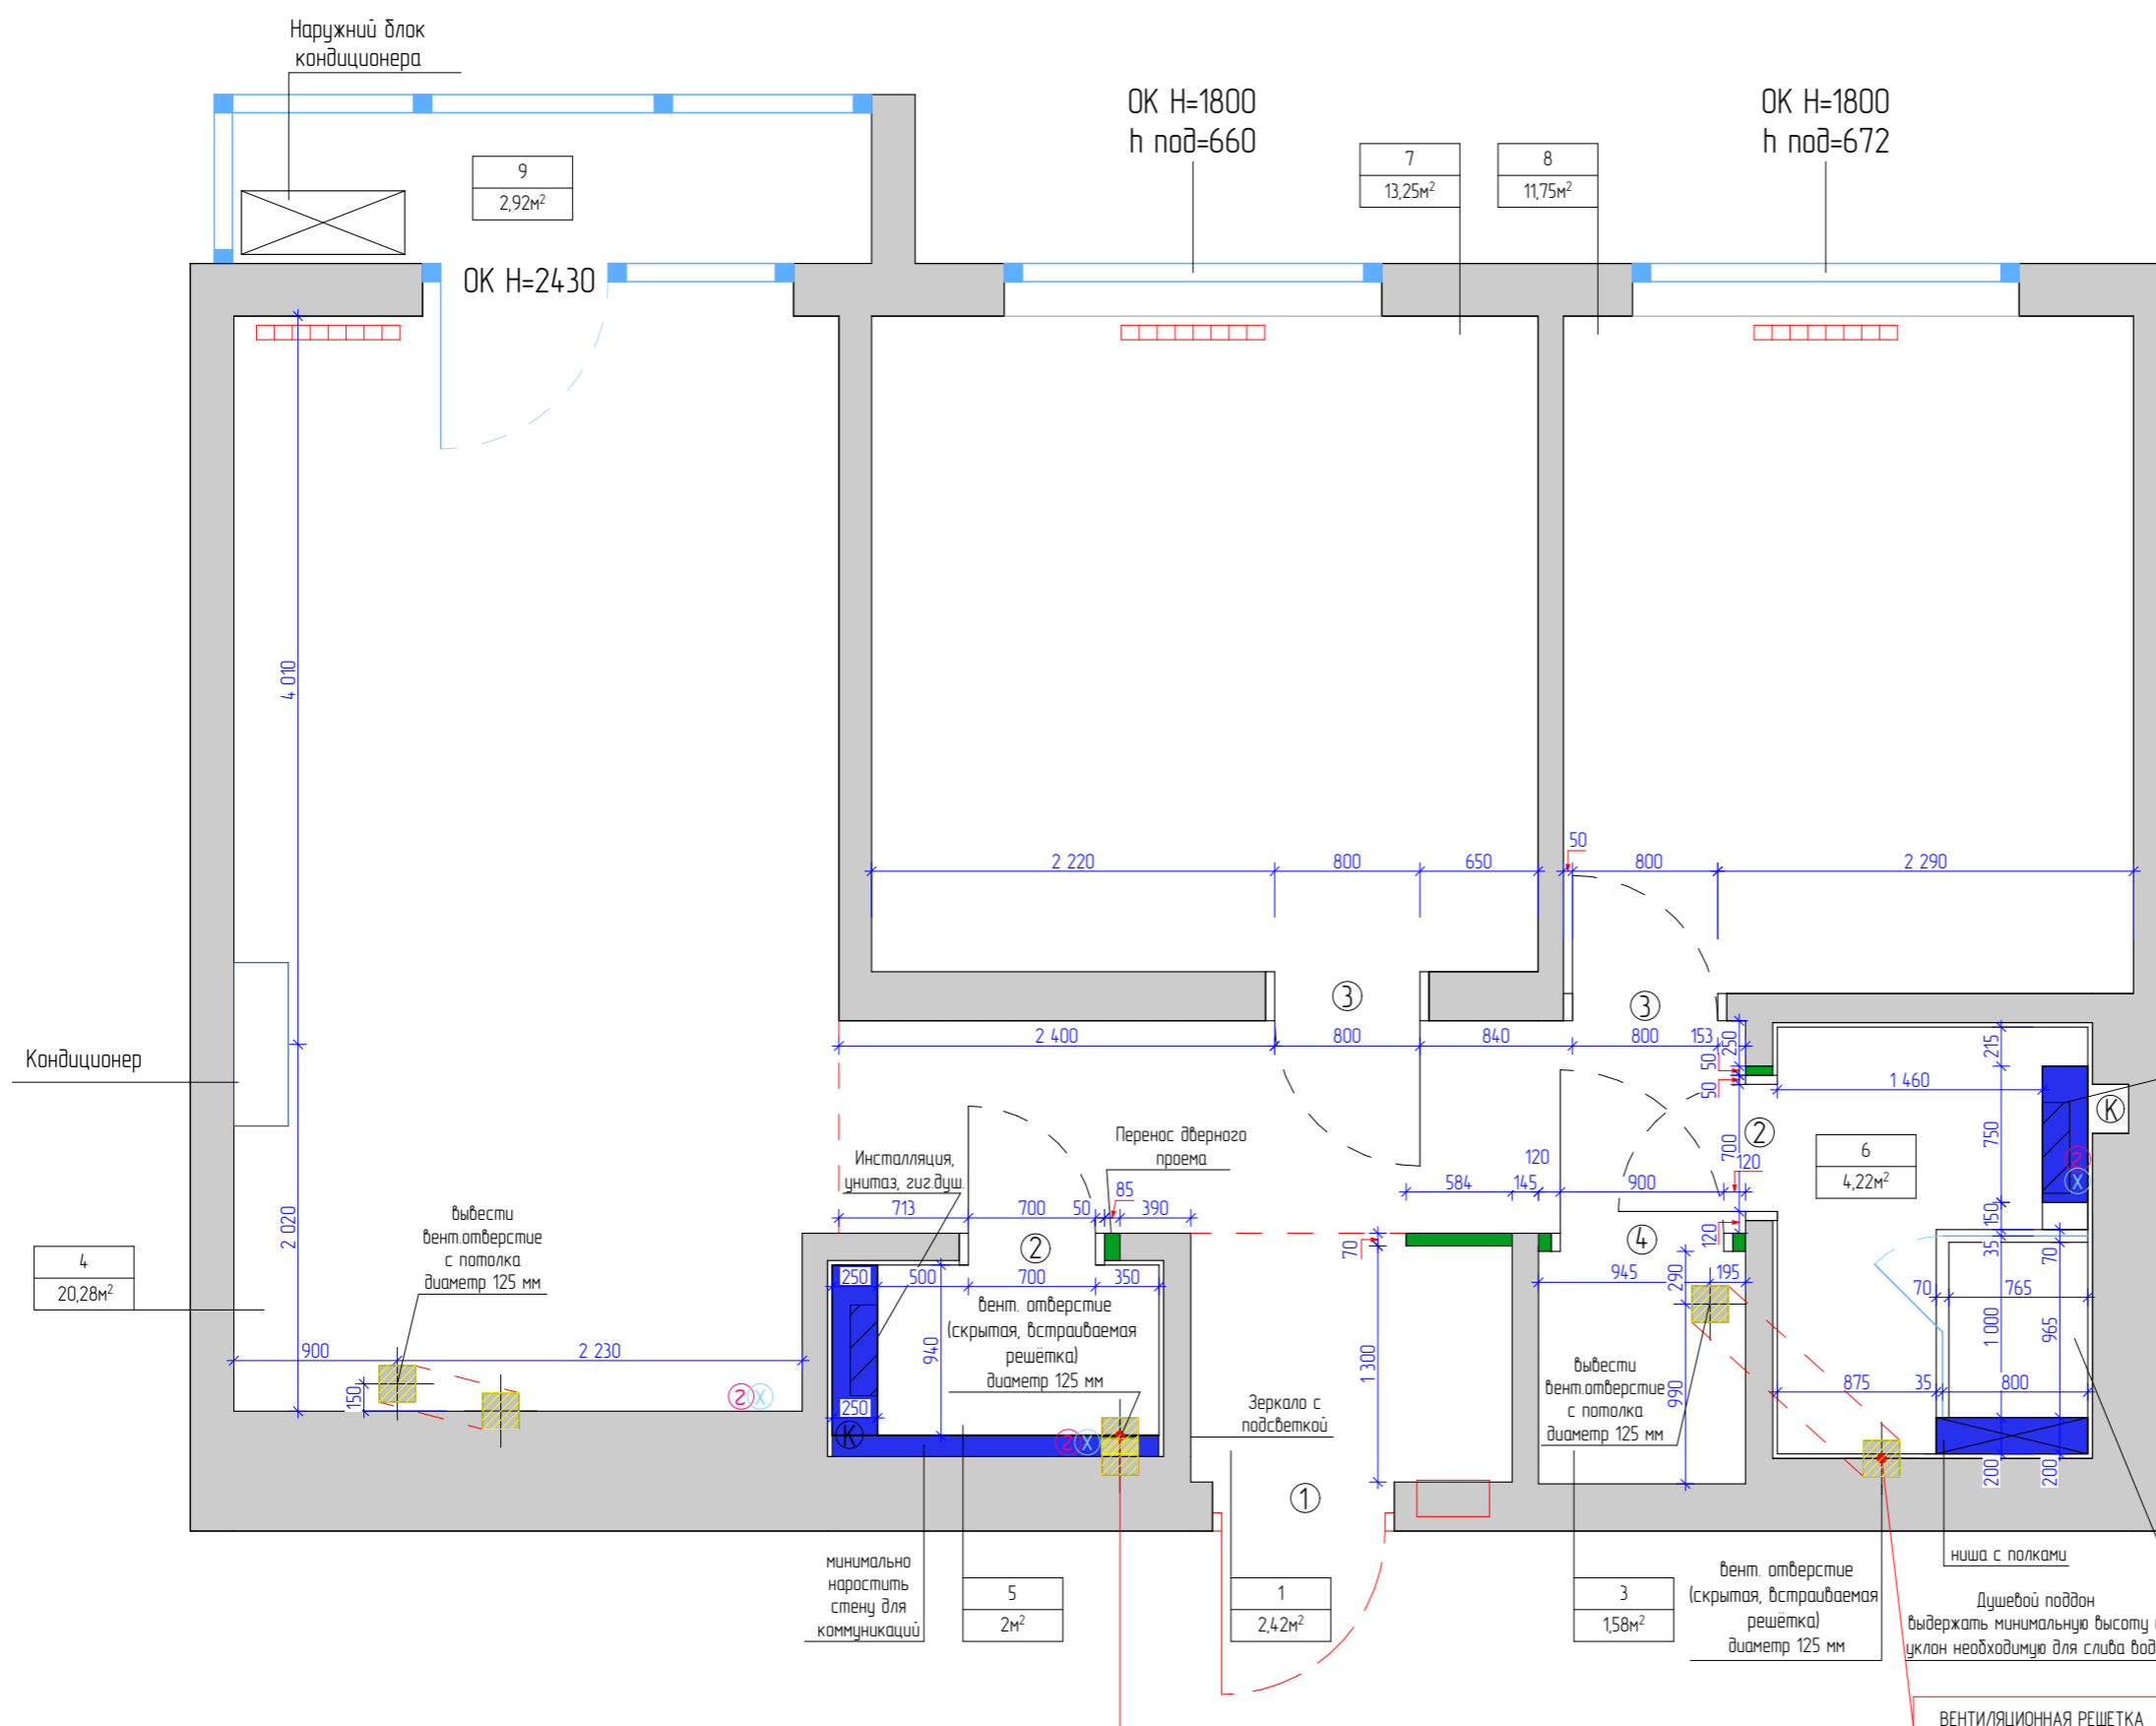 Наружний блок
кондиционера
ОК Н=1800
h под=660
ОК Н=1800
h под=672
9
2,92м²
7
13,25м²
8
11,75м²
ОК Н=2430
4 010
2 220
800
650
50
800
2 290
3
3
2 400
800
840
800
153
250
50
50
215
1 460
Кондиционер
К
Перенос дверного
проема
Инсталляция,
унитаз, гиг.душ.
2
700
120
6
4,22м²
750
2
Х
120
584
145
900
85
713
700
50
390
вывести
вент.отверстие
с потолка
диаметр 125 мм
2 020
150
35
70
120
4
2
70
4
20,28м²
250
500
700
350
945
195
290
70
765
вент. отверстие
(скрытая, встраиваемая
решётка)
диаметр 125 мм
940
1 300
1 000
965
900
2 230
150
2
Х
вывести
вент.отверстие
с потолка
диаметр 125 мм
990
875
35
800
250
К
2
Х
Зеркало с
подсветкой
200
200
1
минимально
наростить
стену для
коммуникаций
5
2м²
1
2,42м²
3
1,58м²
вент. отверстие
(скрытая, встраиваемая
решётка)
диаметр 125 мм
ниша с полками
Душевой поддон
выдержать минимальную высоту
уклон необходимую для слива
ВЕНТИЛЯЦИОННАЯ РЕШЕТКА